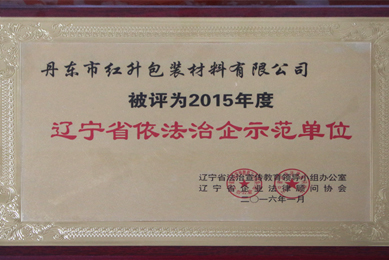 丹东市红升包装材料有限公司
被评为2015年度
辽宁省依法治企示范单位
辽宁省法治宣传教育领导小组办公室
辽宁省企业法律顾问协会
二〇一六年一月